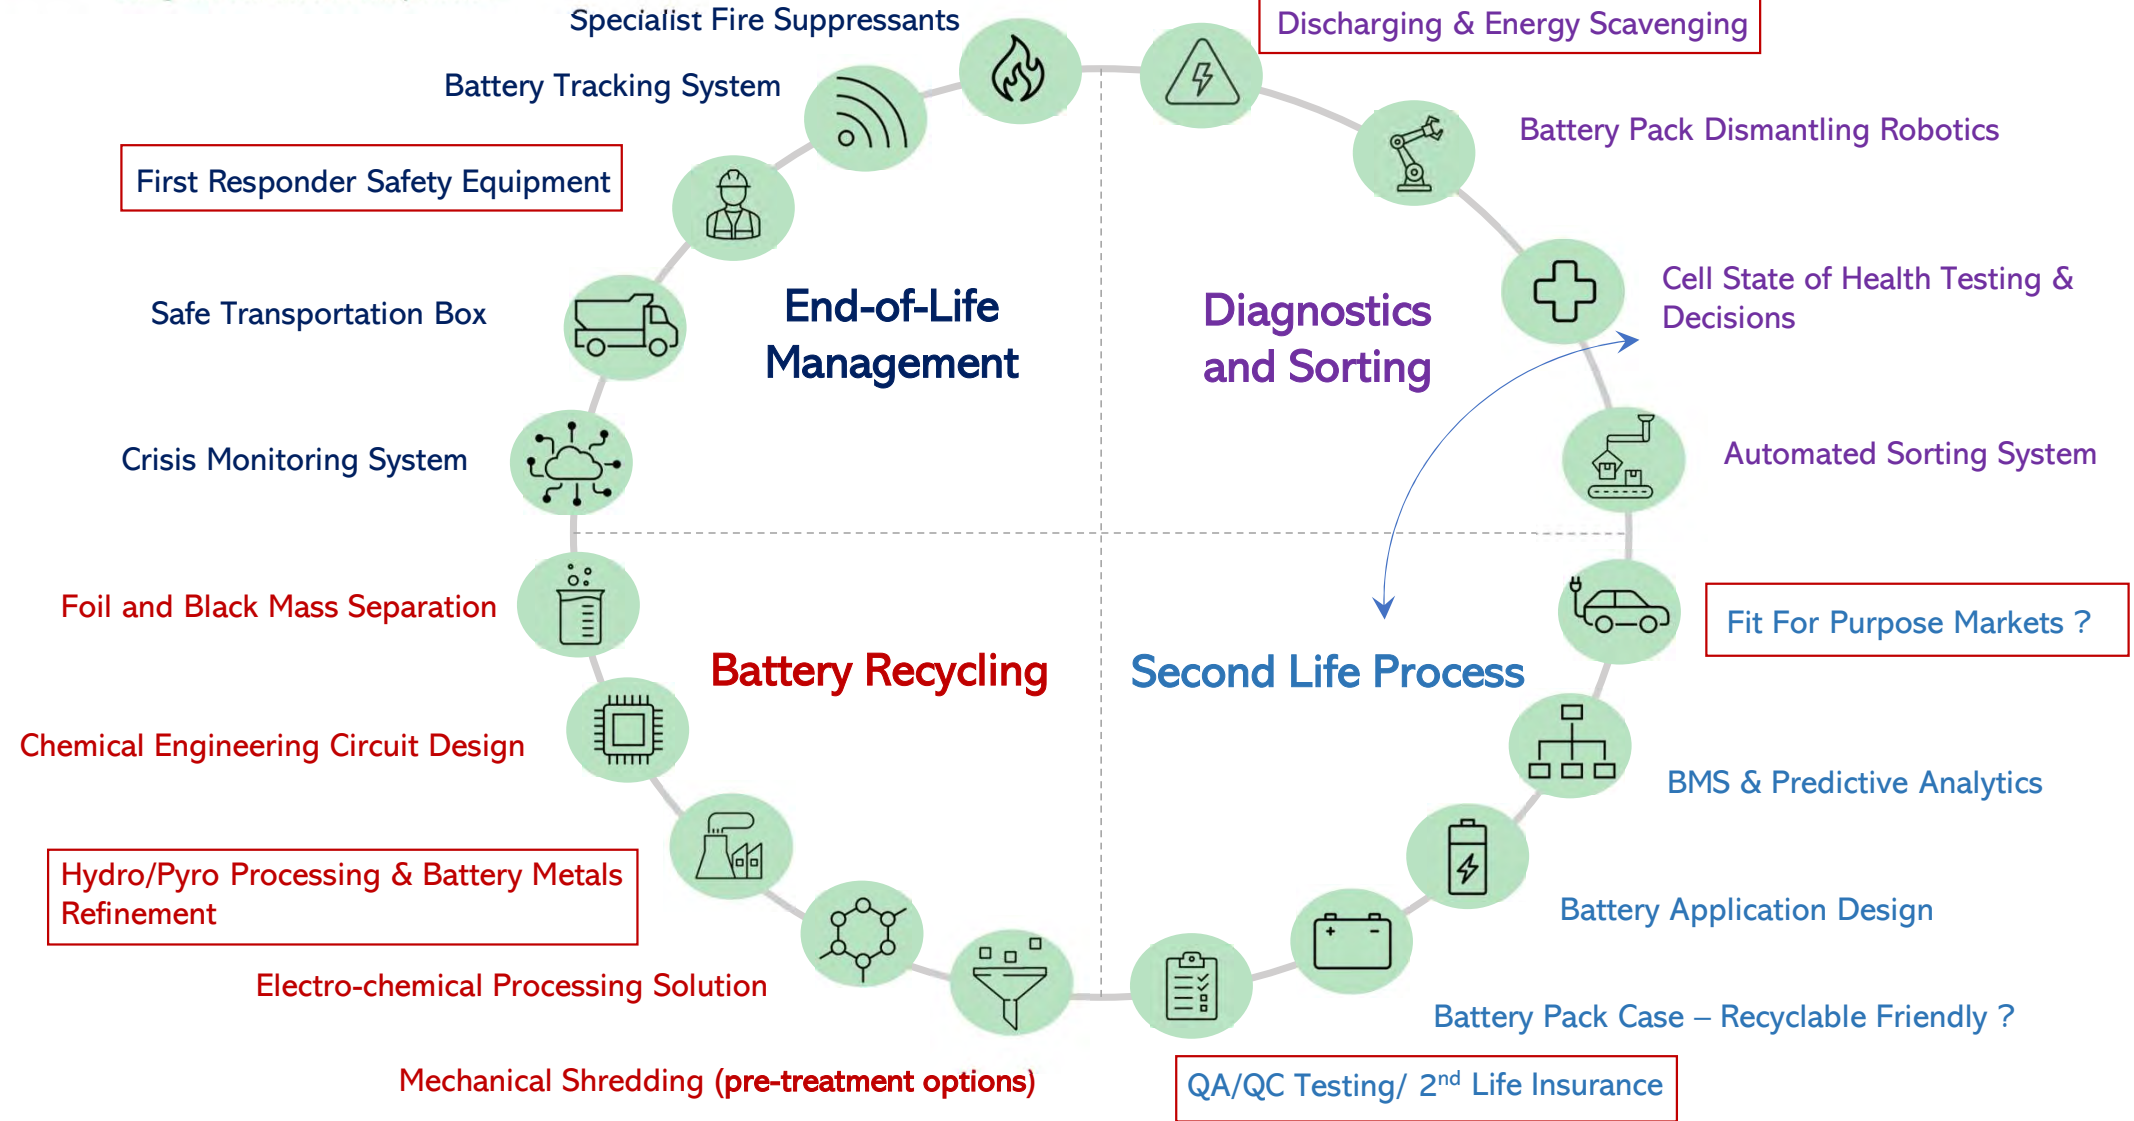 Specialist Fire Suppressants
Discharging & Energy Scavenging
Battery Tracking System
Battery Pack Dismantling Robotics
First Responder Safety Equipment
Cell State of Health Testing &
Decisions
Safe Transportation Box
End-of-Life
Management
Diagnostics
and Sorting
Crisis Monitoring System
Automated Sorting System
Foil and Black Mass Separation
Fit For Purpose Markets ?
Battery Recycling
Second Life Process
Chemical Engineering Circuit Design
BMS & Predictive Analytics
Hydro/Pyro Processing & Battery Metals
Refinement
Battery Application Design
Electro-chemical Processing Solution
Battery Pack Case – Recyclable Friendly ?
Mechanical Shredding (pre-treatment options)
QA/QC Testing/ 2nd Life Insurance